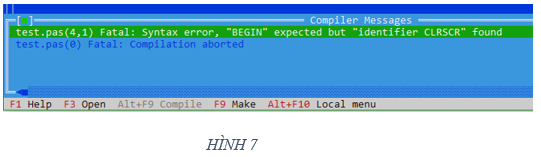 Compiler Messages
test.pas(4,1) Fatal: Syntax error, "BEGIN" expected but "identifier CLRSCR" found
test.pas(0) Fatal: Compilation aborted
F1 Help F3 Open Alt+F9 Compile F9 Make Alt+F10 Local menu
HÌNH 7